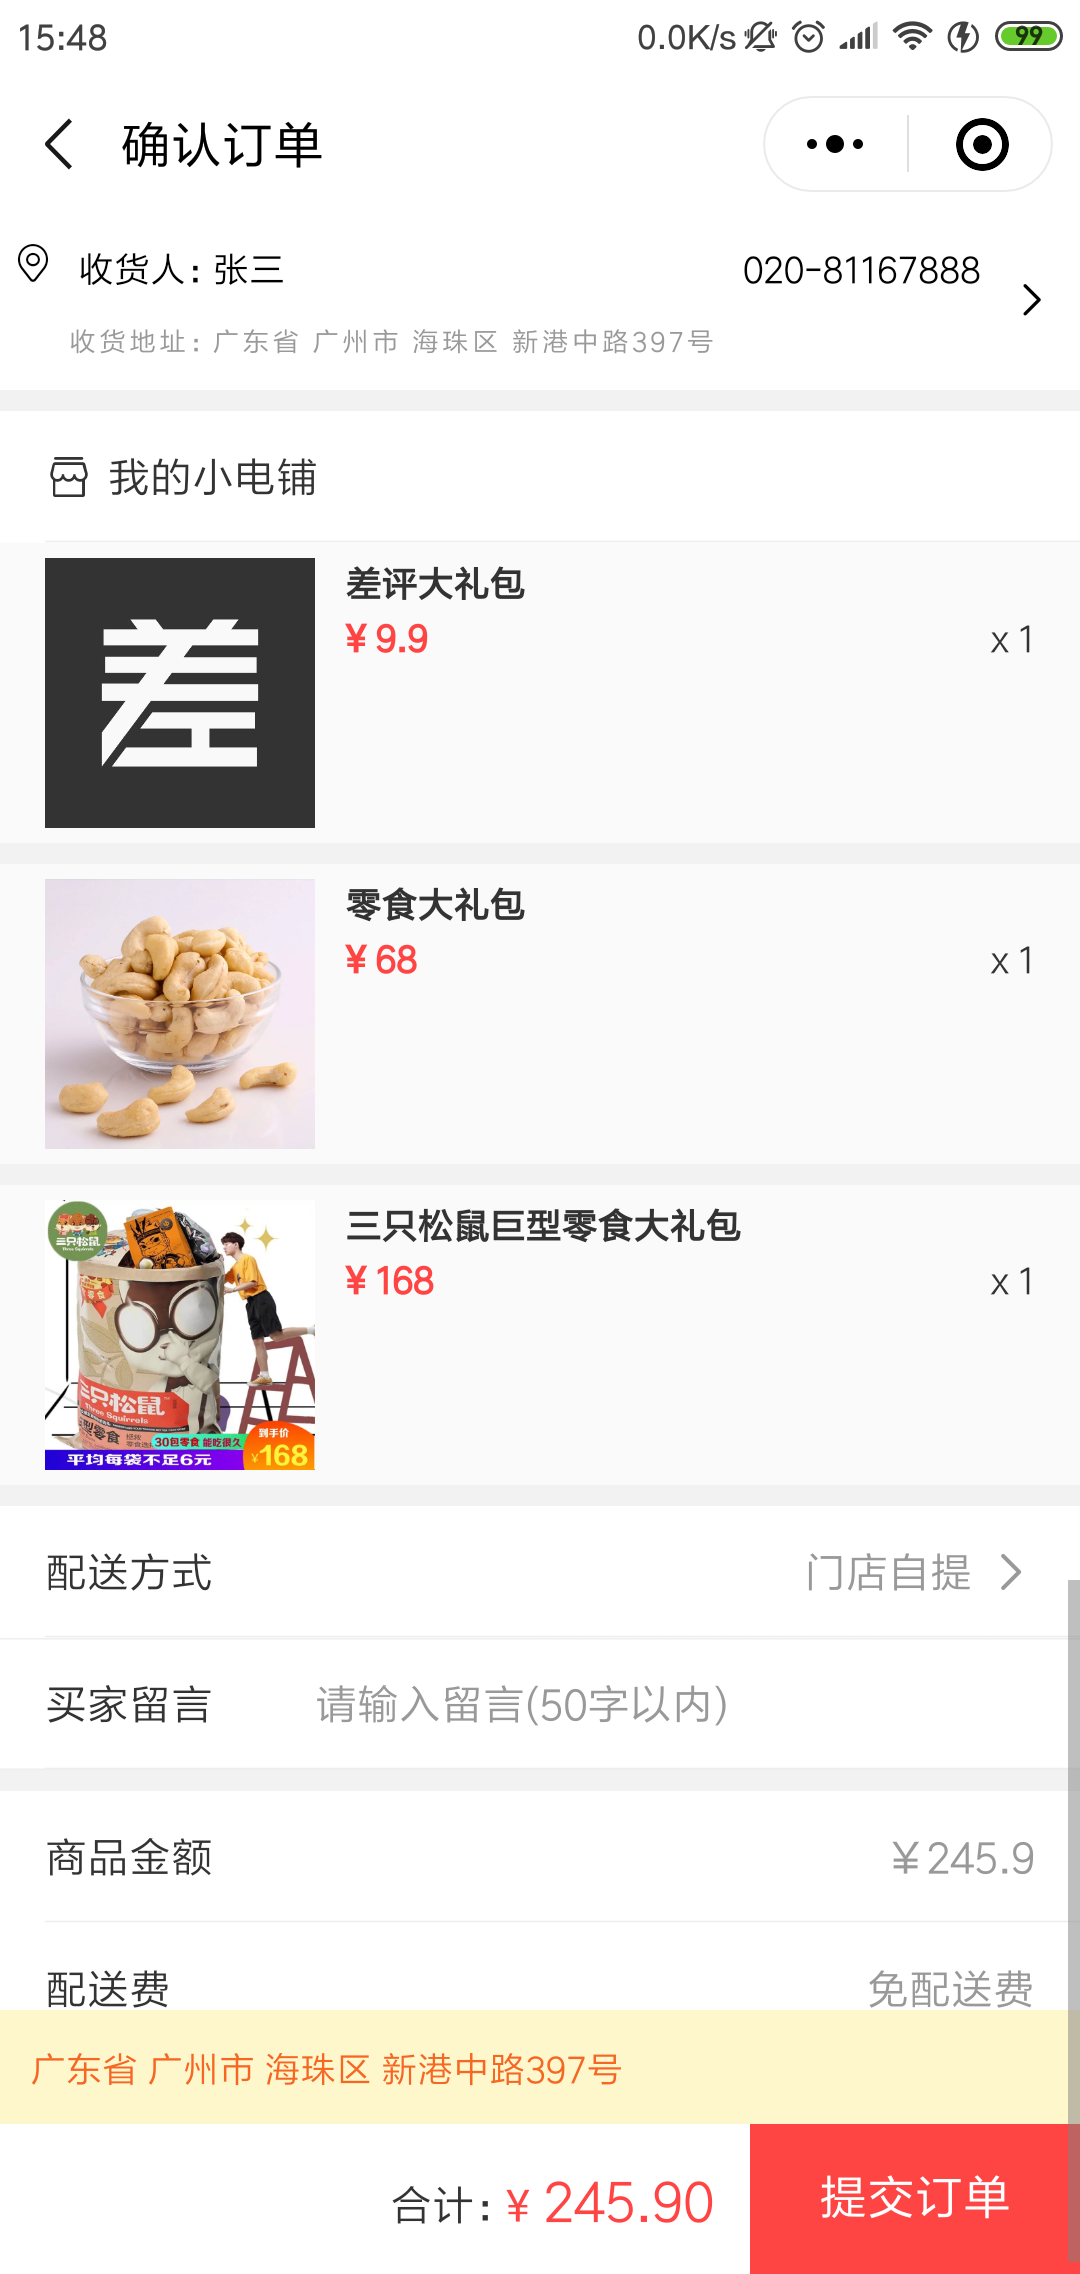 15:48
0.0K/s
99
确认订单
收货人: 张三
020-81167888
收货地址: 广东省 广州市 海珠区 新港中路397号
我的小电铺
差
差评大礼包
¥ 9.9
x 1
零食大礼包
¥ 68
x 1
三只松鼠
Three Squirrels
三只松鼠
Three Squirrels
型零食
30包零食 能吃很久
平均每袋不足6元
到手价
¥168
三只松鼠巨型零食大礼包
¥ 168
x 1
配送方式
门店自提
买家留言
请输入留言(50字以内)
商品金额
￥245.9
配送费
免配送费
广东省 广州市 海珠区 新港中路397号
合计: ¥ 245.90
提交订单